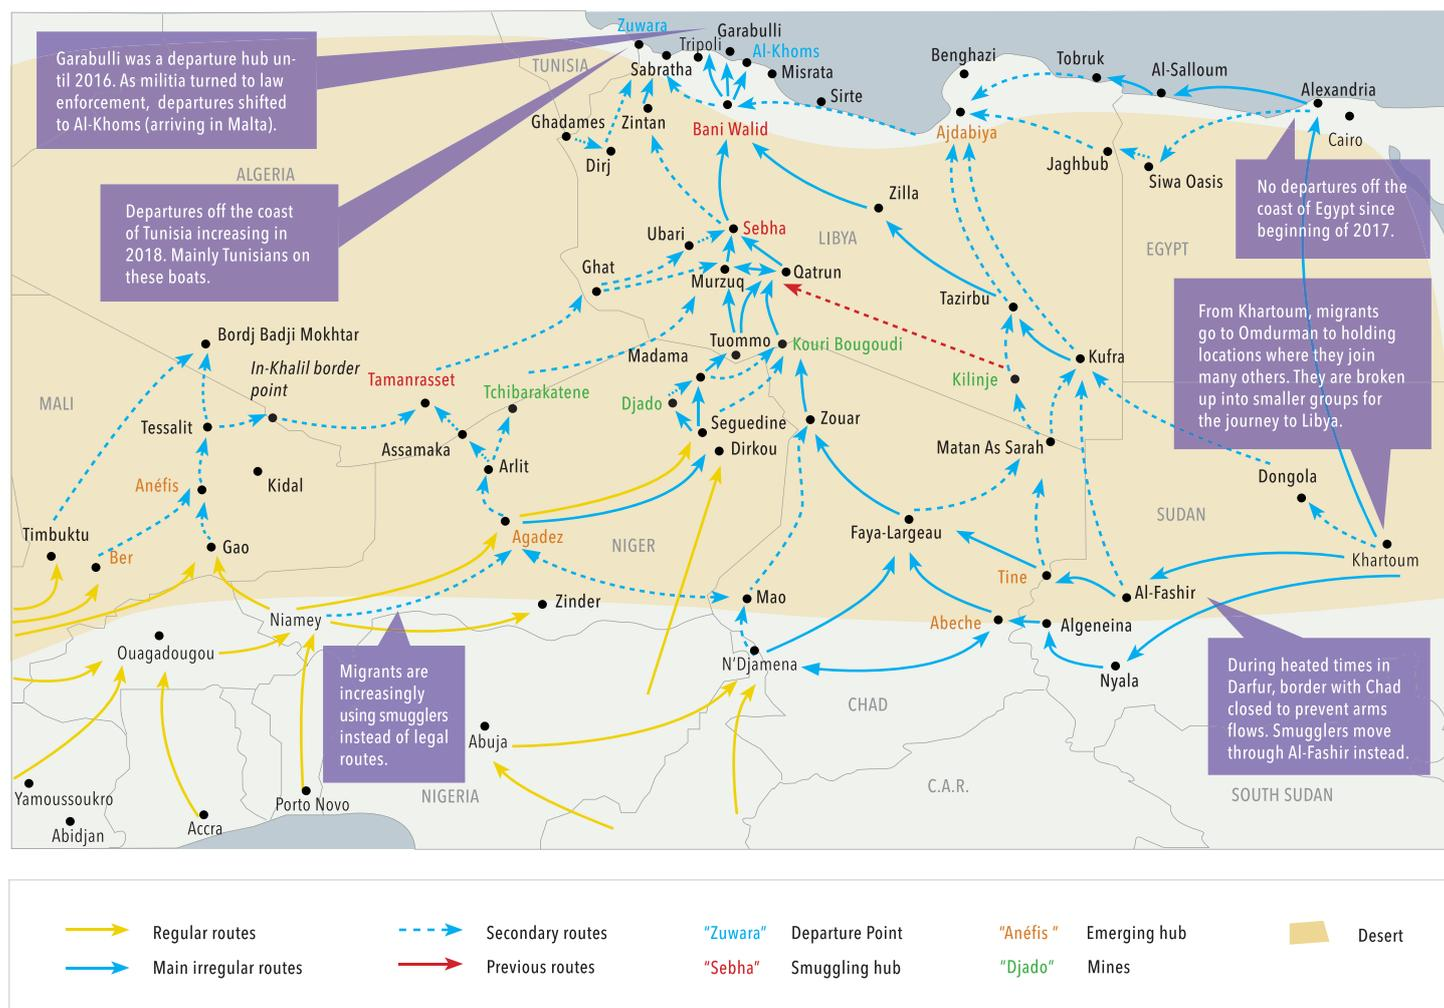 Zuwara
Garabulli
Tripoli
Al-Khoms
Sabratha
Misrata
Sirte
TUNISIA
Garabulli was a departure hub un-
til 2016. As militia turned to law
enforcement, departures shifted
to Al-Khoms (arriving in Malta).
Benghazi
Tobruk
Al-Salloum
Alexandria
Cairo
Ghadames
Zintan
Bani Walid
Ajdabiya
Dirj
Jaghbub
Siwa Oasis
ALGERIA
Departures off the coast
of Tunisia increasing in
2018. Mainly Tunisians on
these boats.
No departures off the
coast of Egypt since
beginning of 2017.
Zilla
Ubari
Sebha
LIBYA
EGYPT
Ghat
Murzuq
Qatrun
Tazirbu
From Khartoum, migrants
go to Omdurman to holding
locations where they join
many others. They are broken
up into smaller groups for
the journey to Libya.
Bordj Badji Mokhtar
In-Khalil border
point
Tamanrasset
Tchibarakatene
Tuommo
Madama
Kouri Bougoudi
Kufra
Kilinje
MALI
Djado
Tessalit
Assamaka
Seguedine
Dirkou
Zouar
Matan As Sarah
Arlit
Anéfis
Kidal
Dongola
Timbuktu
Ber
Gao
Agadez
NIGER
Faya-Largeau
SUDAN
Khartoum
Tine
Al-Fashir
Zinder
Mao
Niamey
Abeche
Algeneina
Ouagadougou
N'Djamena
Nyala
Migrants are
increasingly
using smugglers
instead of legal
routes.
During heated times in
Darfur, border with Chad
closed to prevent arms
flows. Smugglers move
through Al-Fashir instead.
CHAD
Abuja
Yamoussoukro
Porto Novo
NIGERIA
C.A.R.
SOUTH SUDAN
Abidjan
Accra
Regular routes
Secondary routes
"Zuwara" Departure Point
"Anéfis " Emerging hub
Desert
Main irregular routes
Previous routes
"Sebha" Smuggling hub
"Djado" Mines